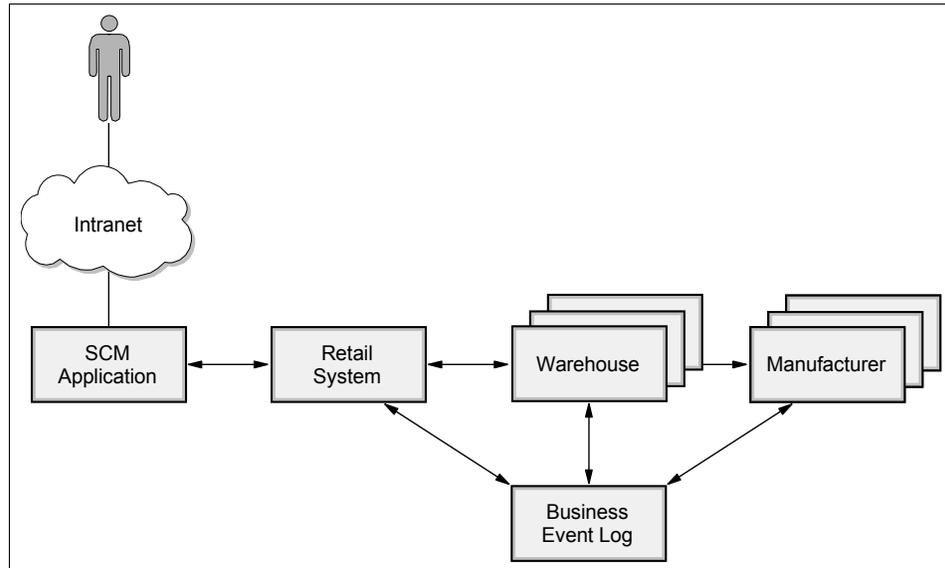 Intranet
SCM
Application
Retail
System
Warehouse
Manufacturer
Business
Event Log